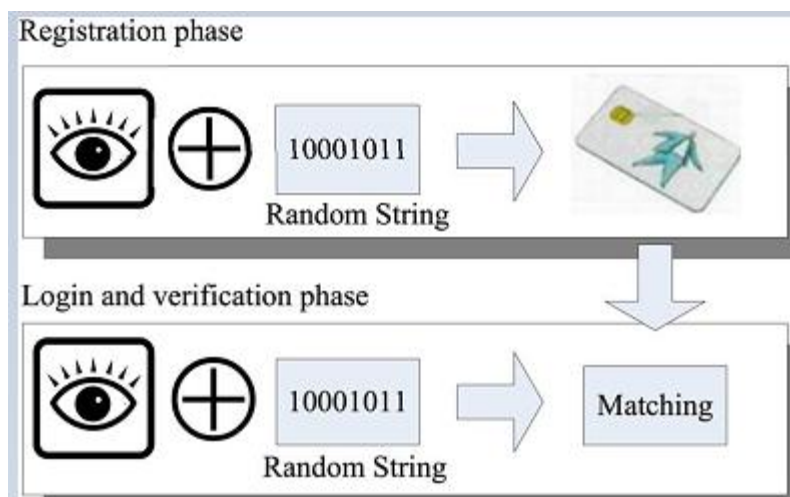 Registration phase
10001011
Random String
Login and verification phase
10001011
Matching
Random String